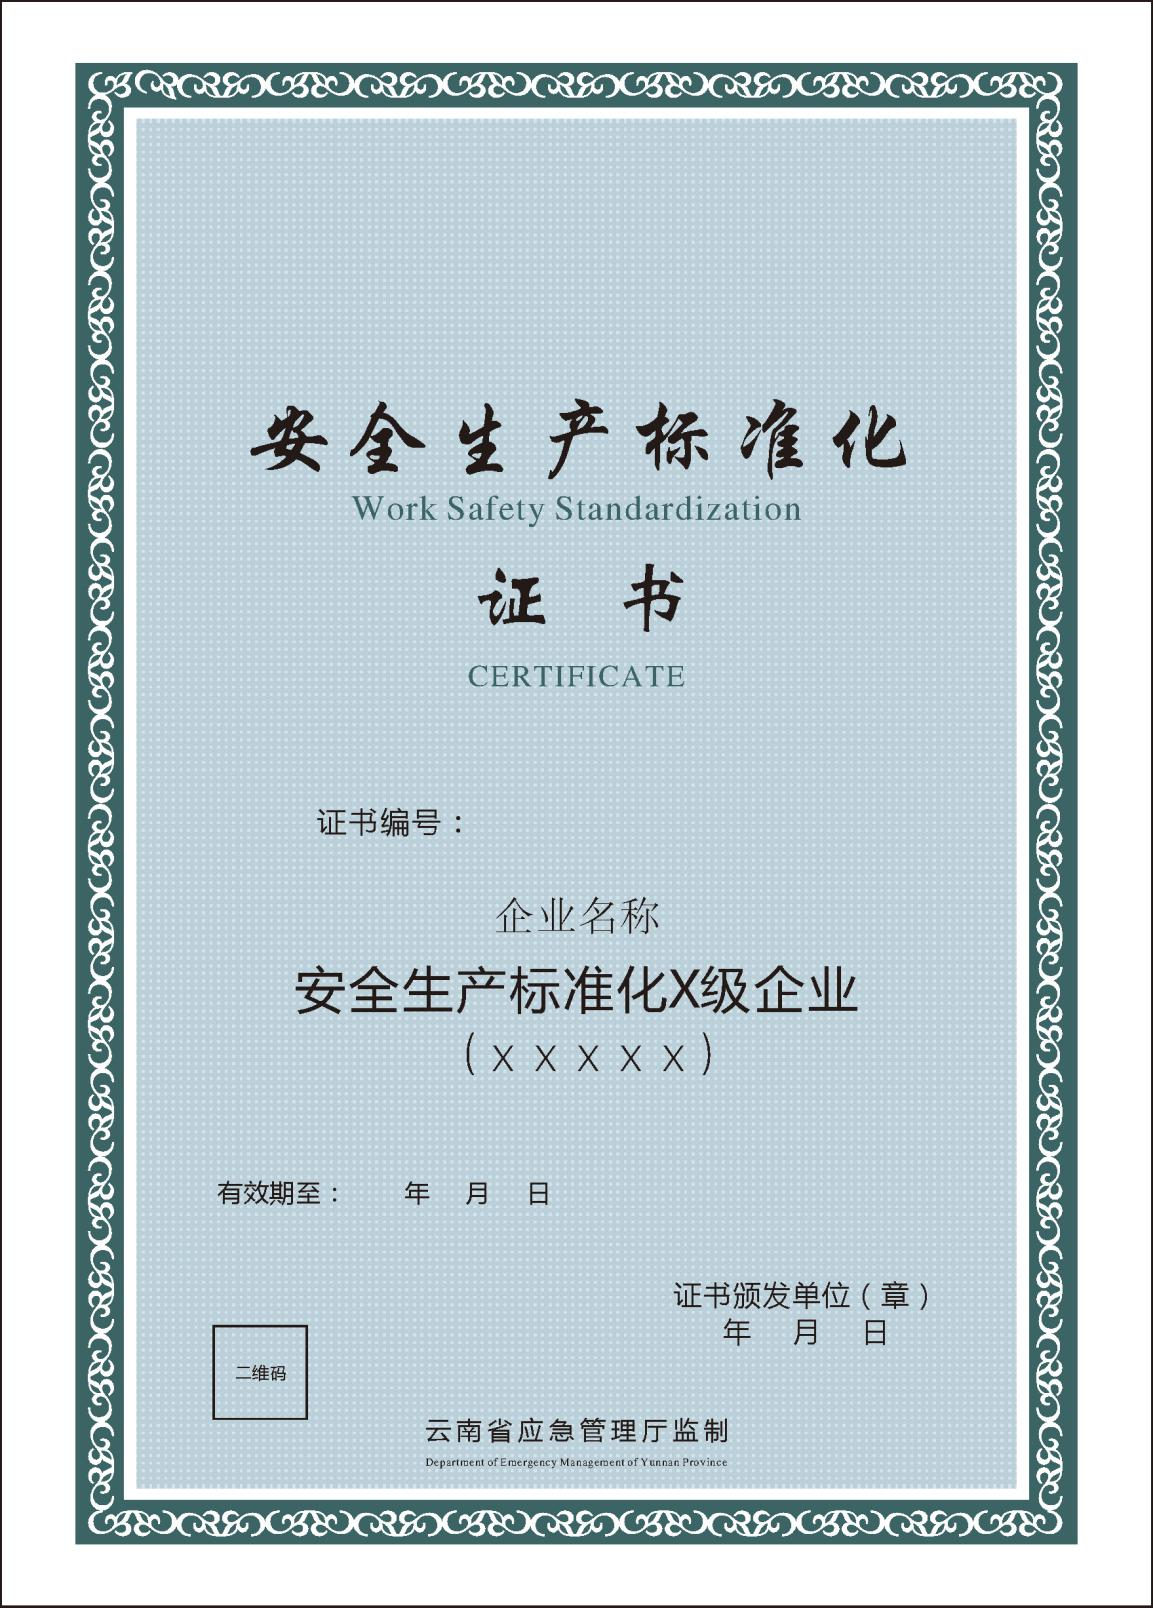 安全生产标准化
Work Safety Standardization
证 书
CERTIFICATE
证书编号：
企业名称
安全生产标准化X级企业
（X X X X X）
有效期至： 年 月 日
证书颁发单位（章）
年 月 日
二维码
云南省应急管理厅监制
Department of Emergency Management of Yunnan Province